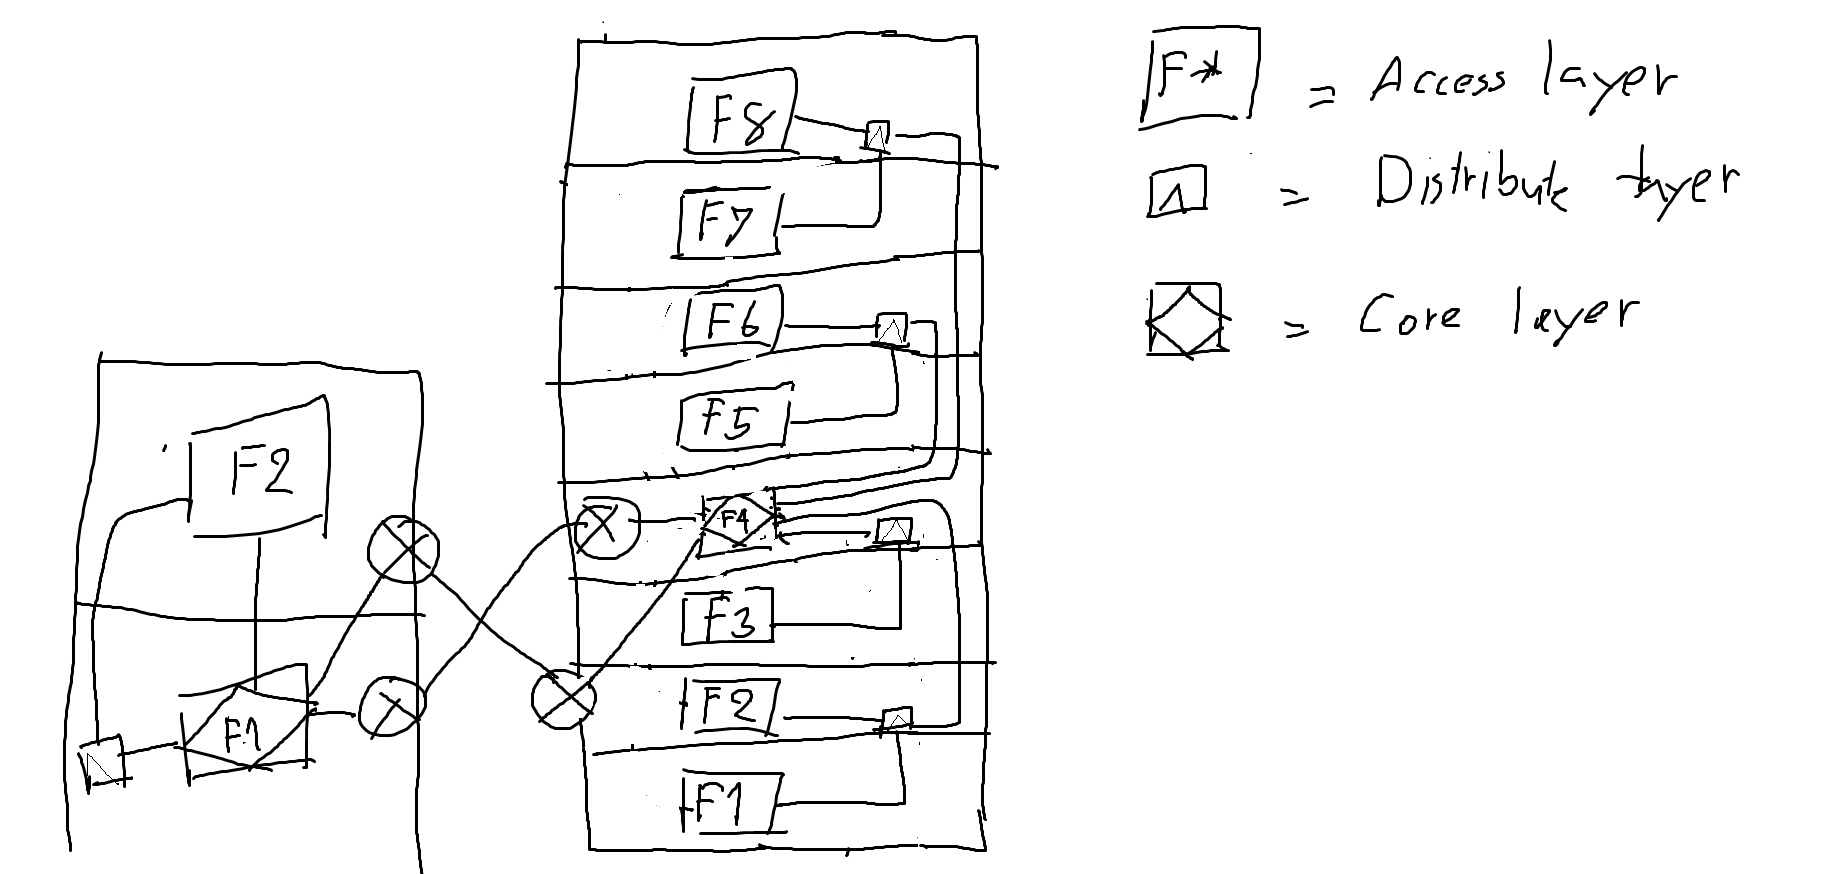 F8
F7
F6
F5
F4
F3
F2
F1
F2
F1
F* = Access layer
= Distribute layer
= Core layer